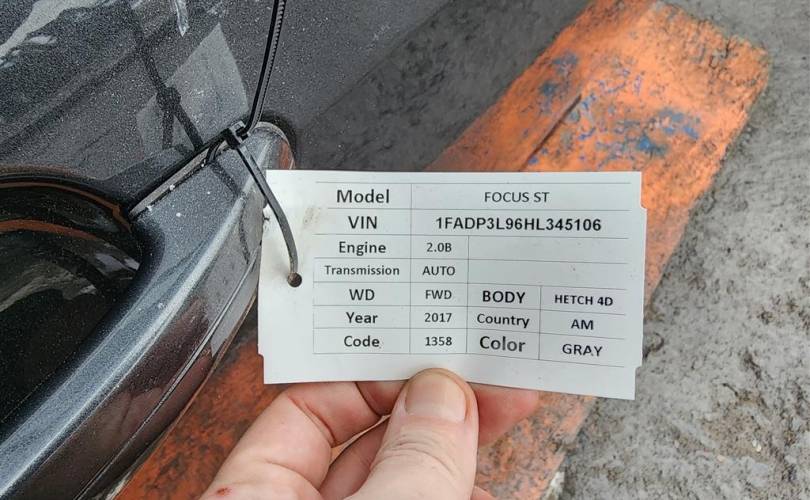 Model FOCUS ST
VIN 1FADP3L96HL345106
Engine 2.0B
Transmission AUTO
WD FWD BODY HETCH 4D
Year 2017 Country AM
Code 1358 Color GRAY